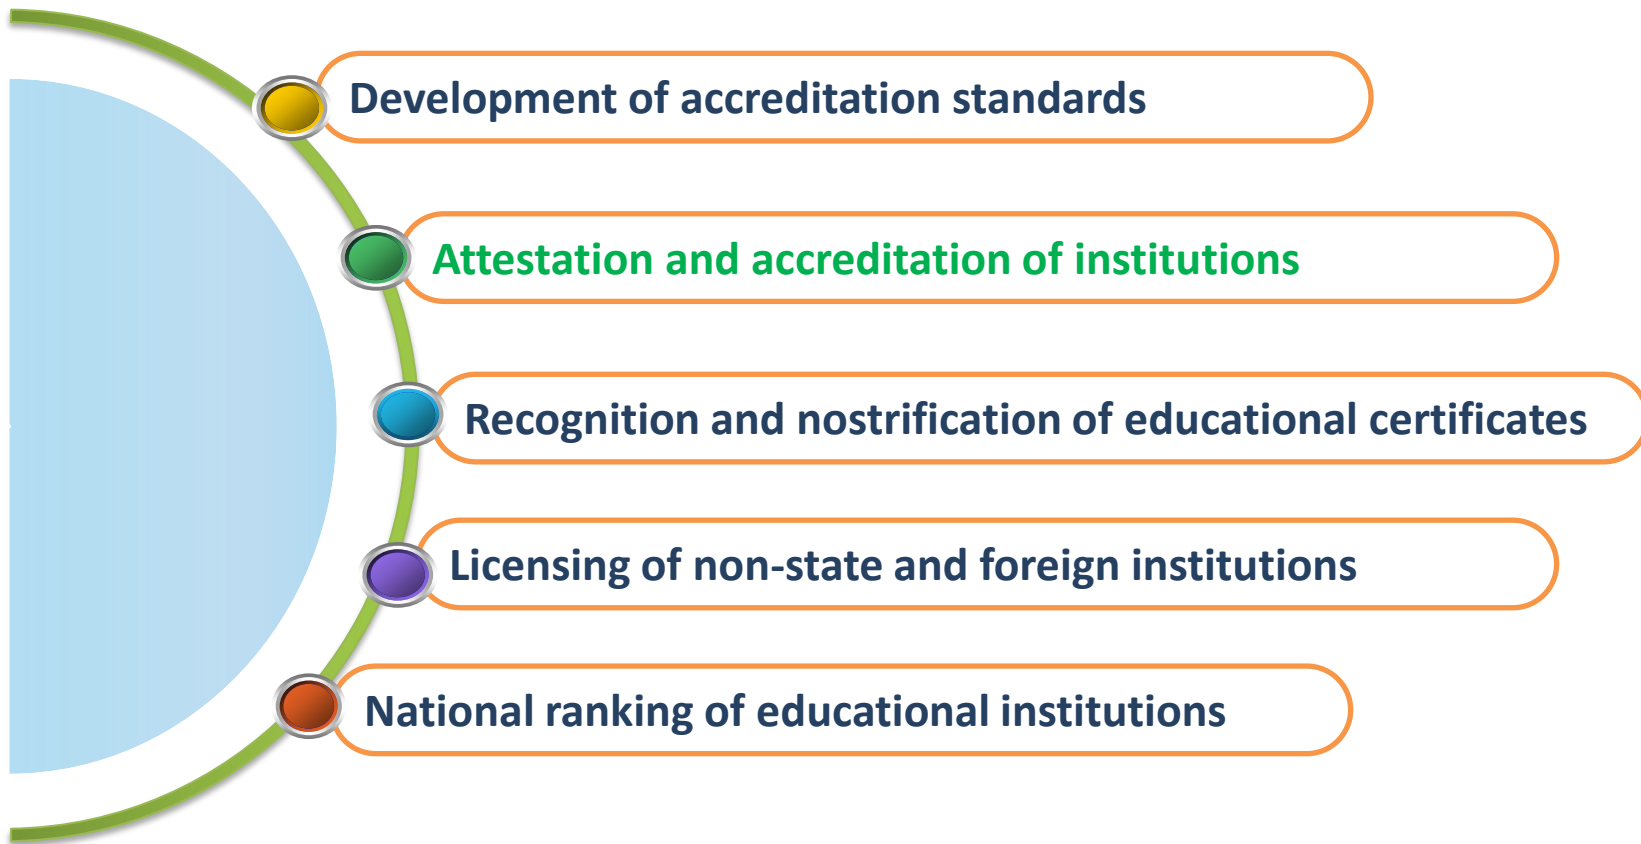 Development of accreditation standards
Attestation and accreditation of institutions
Recognition and nostrification of educational certificates
Licensing of non-state and foreign institutions
National ranking of educational institutions